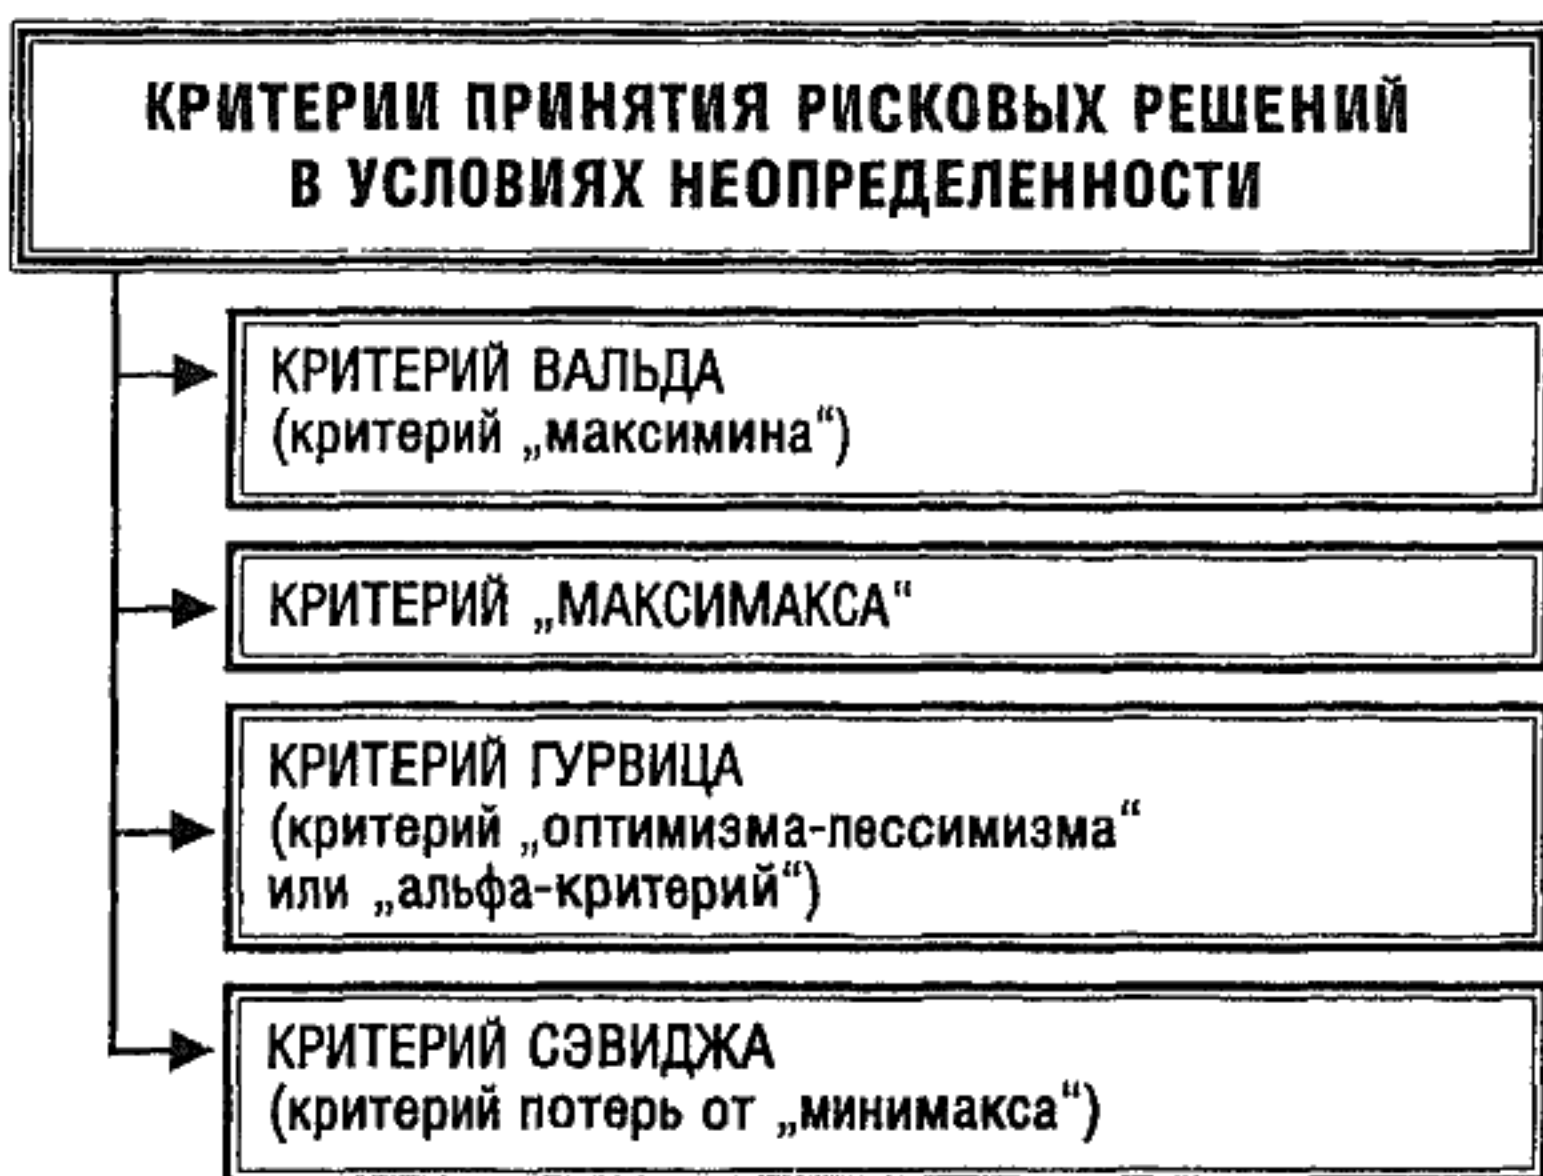 КРИТЕРИИ ПРИНЯТИЯ РИСКОВЫХ РЕШЕНИЙ
В УСЛОВИЯХ НЕОПРЕДЕЛЕННОСТИ
КРИТЕРИЙ ВАЛЬДА
(критерий „максимина“)
КРИТЕРИЙ „МАКСИМАКСА“
КРИТЕРИЙ ГУРВИЦА
(критерий „оптимизма-пессимизма“
или „альфа-критерий“)
КРИТЕРИЙ СЭВИДЖА
(критерий потерь от „минимакса“)